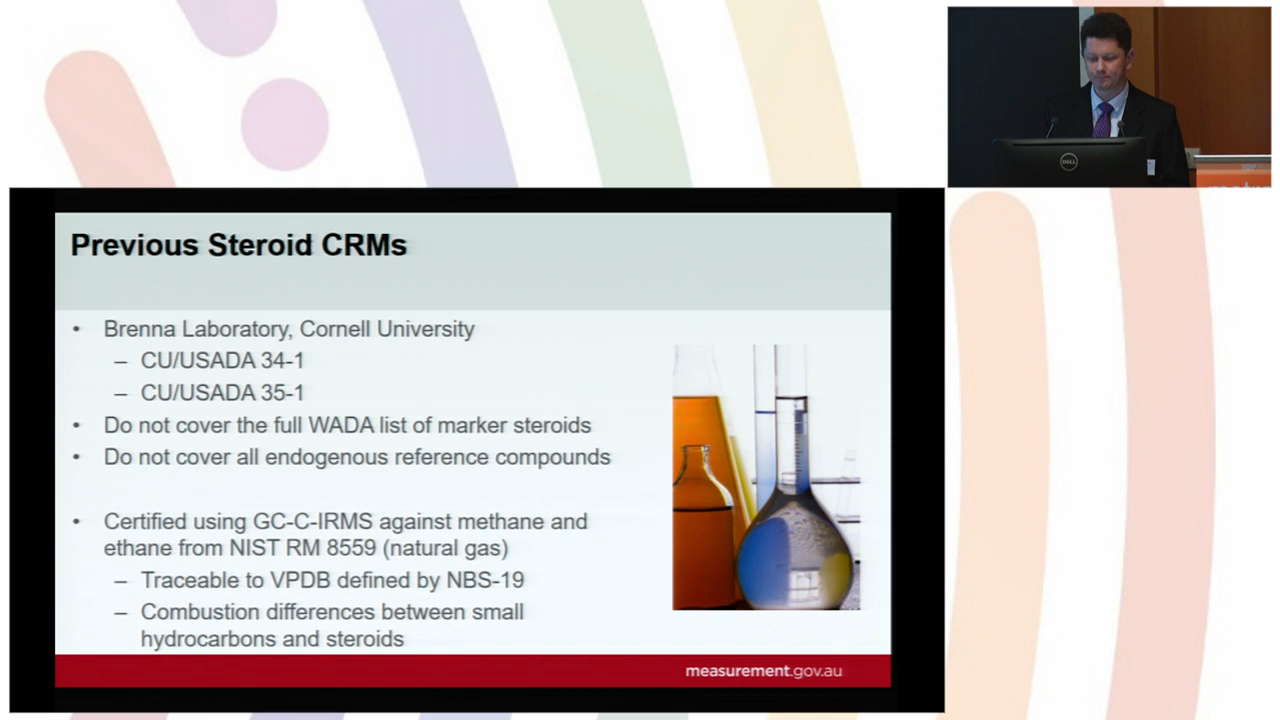 DELL
Previous Steroid CRMs
• Brenna Laboratory, Cornell University
– CU/USADA 34-1
– CU/USADA 35-1
• Do not cover the full WADA list of marker steroids
• Do not cover all endogenous reference compounds
• Certified using GC-C-IRMS against methane and
ethane from NIST RM 8559 (natural gas)
– Traceable to VPDB defined by NBS-19
– Combustion differences between small
hydrocarbons and steroids
measurement.gov.au